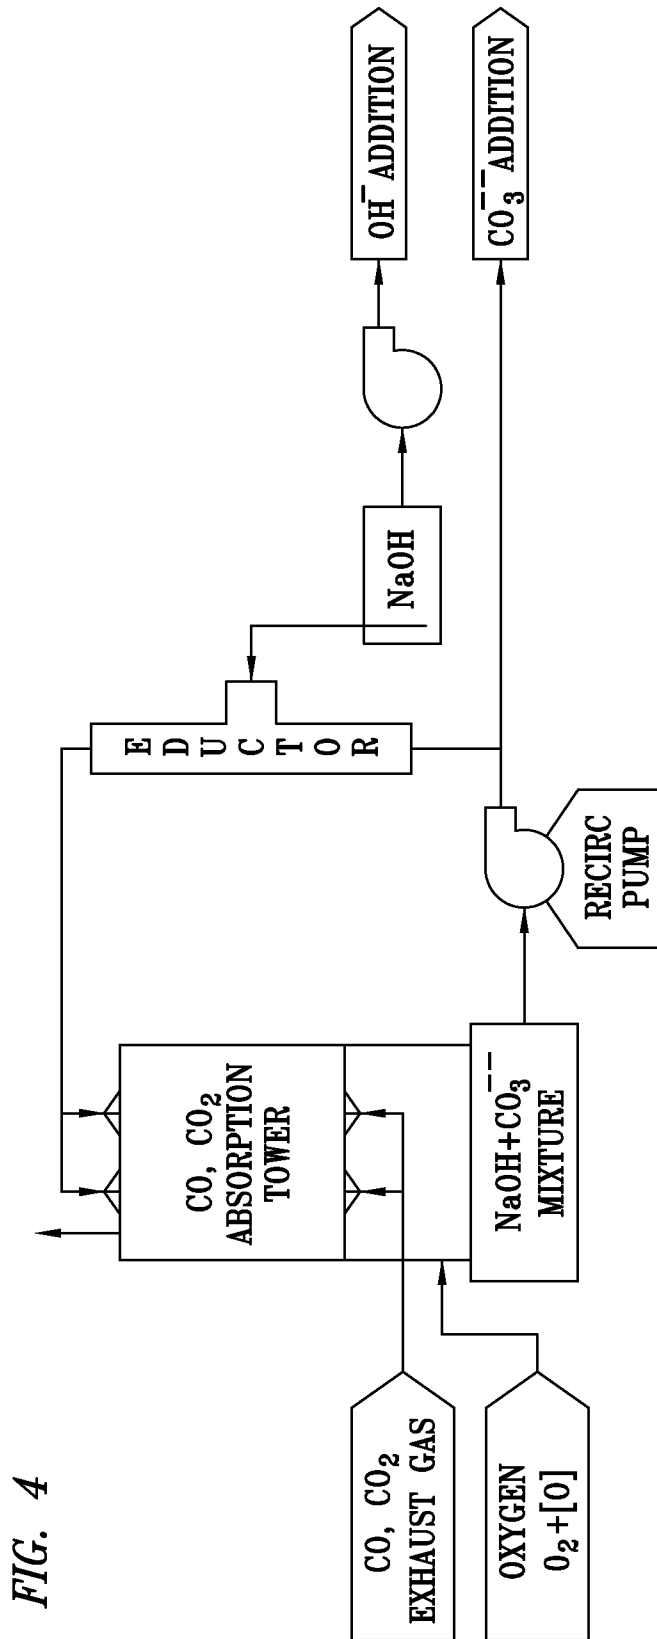 FIG. 4
CO, CO₂
EXHAUST GAS
OXYGEN
O₂+[O]
CO, CO₂
ABSORPTION
TOWER
NaOH+CO₃⁻⁻
MIXTURE
RECIRC
PUMP
EDUCTOR
NaOH
OH⁻ ADDITION
CO₃⁻⁻ ADDITION